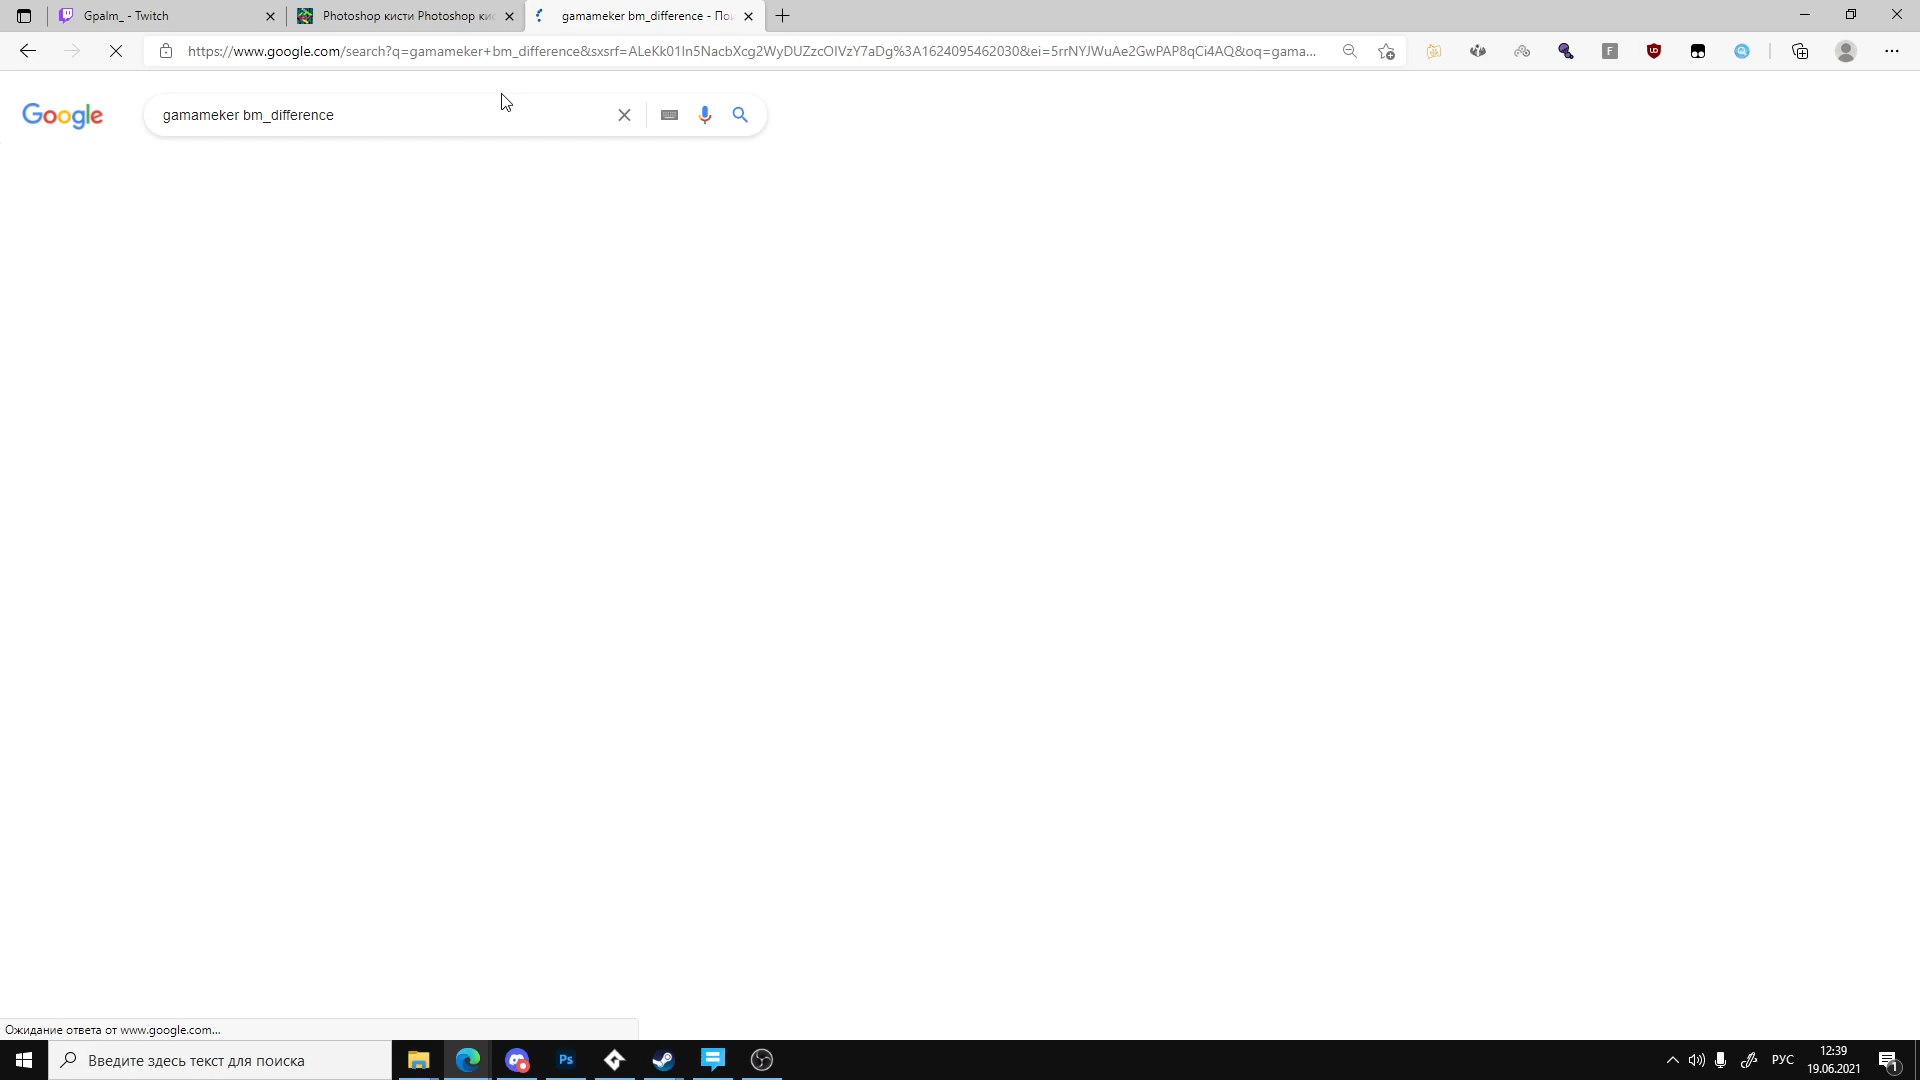 Gpalm_ - Twitch
Photoshop кисти Photoshop ки
gamameker bm_difference - По
https://www.google.com/search?q=gamameker+bm_difference&sxsrf=ALeKk01In5NacbXcg2WyDUZzcOIVzY7aDg%3A1624095462030&ei=5rrNYJWuAe2GwPAP8qCi4AQ&oq=gama...
Google
gamameker bm_difference
Ожидание ответа от www.google.com...
Введите здесь текст для поиска
Ps
РУС
12:39
19.06.2021
1